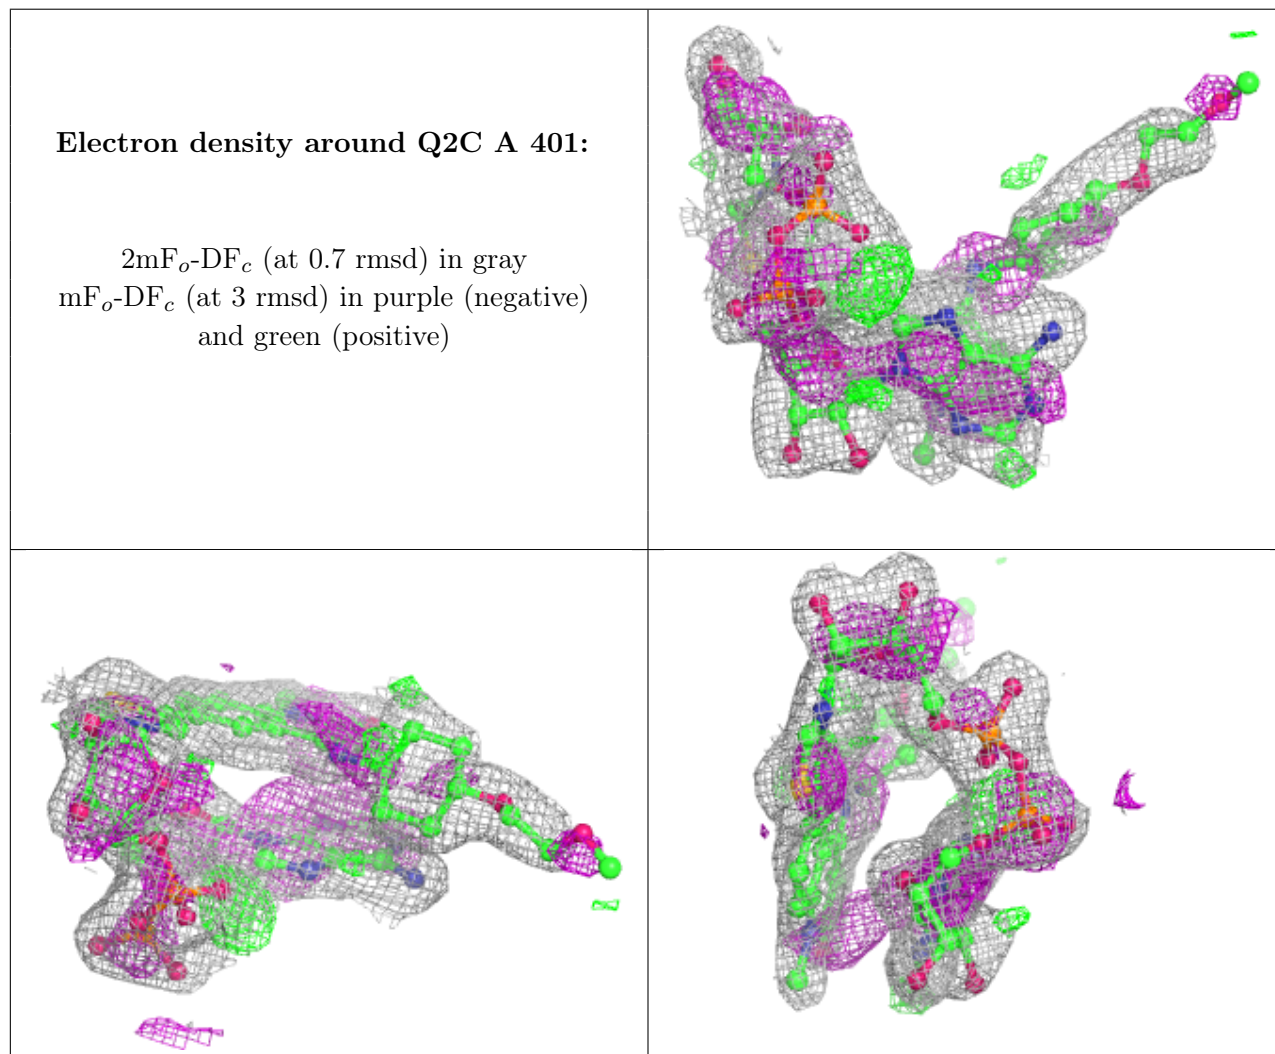 Electron density around Q2C A 401:
2mFo-DFc (at 0.7 rmsd) in gray
mFo-DFc (at 3 rmsd) in purple (negative)
and green (positive)